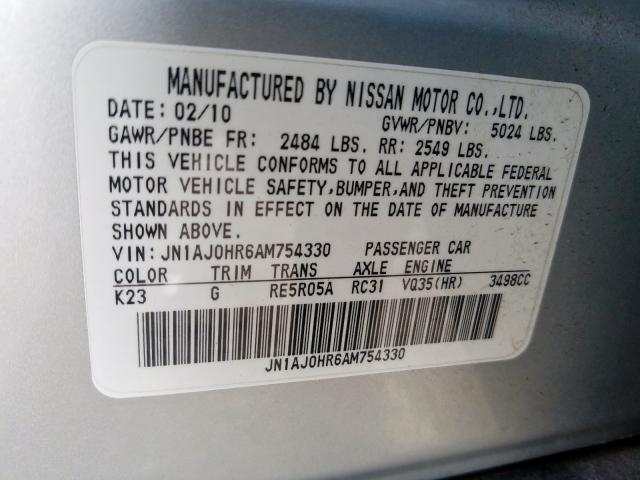 MANUFACTURED BY NISSAN MOTOR CO.,LTD.
DATE: 02/10 GVWR/PNBV: 5024 LBS.
GAWR/PNBE FR: 2484 LBS. RR: 2549 LBS.
THIS VEHICLE CONFORMS TO ALL APPLICABLE FEDERAL
MOTOR VEHICLE SAFETY,BUMPER,AND THEFT PREVENTION
STANDARDS IN EFFECT ON THE DATE OF MANUFACTURE
SHOWN ABOVE.
VIN:JN1AJ0HR6AM754330 PASSENGER CAR
COLOR TRIM TRANS AXLE ENGINE
K23 G RE5R05A RC31 VQ35(HR) 3498CC
JN1AJ0HR6AM754330